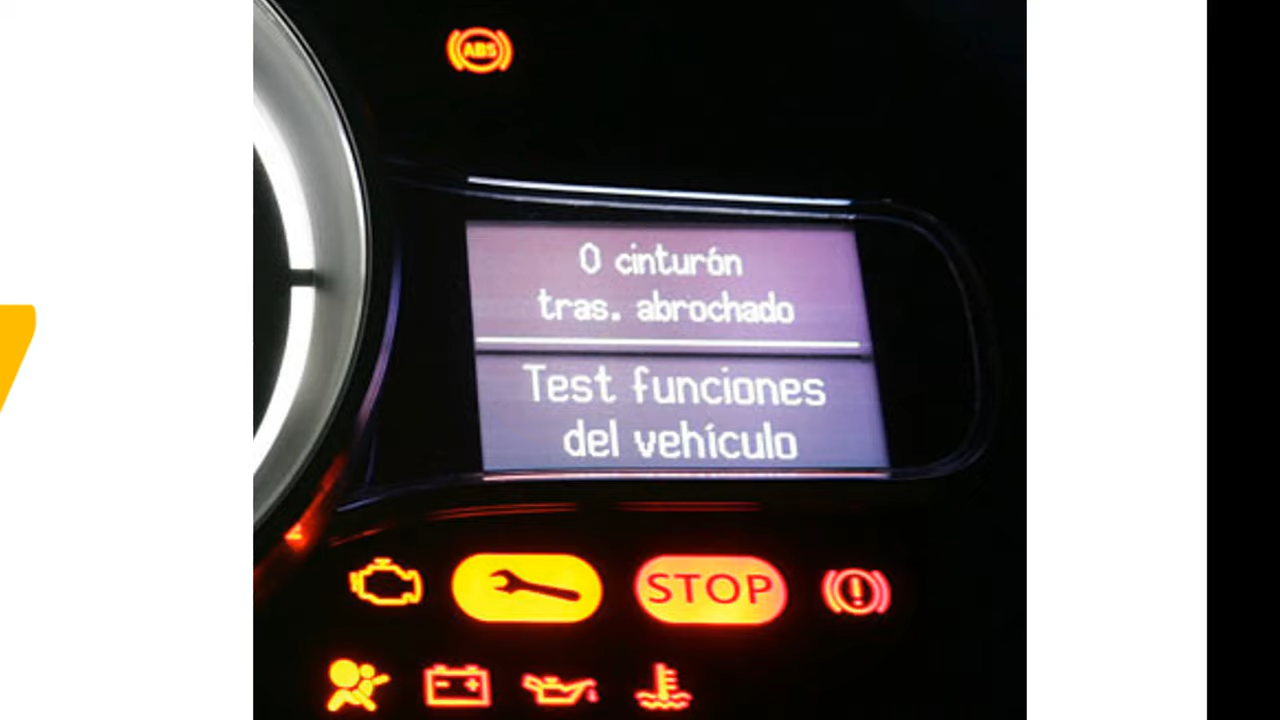 ABS
0 cinturón
tras. abrochado
Test funciones
del vehículo
STOP